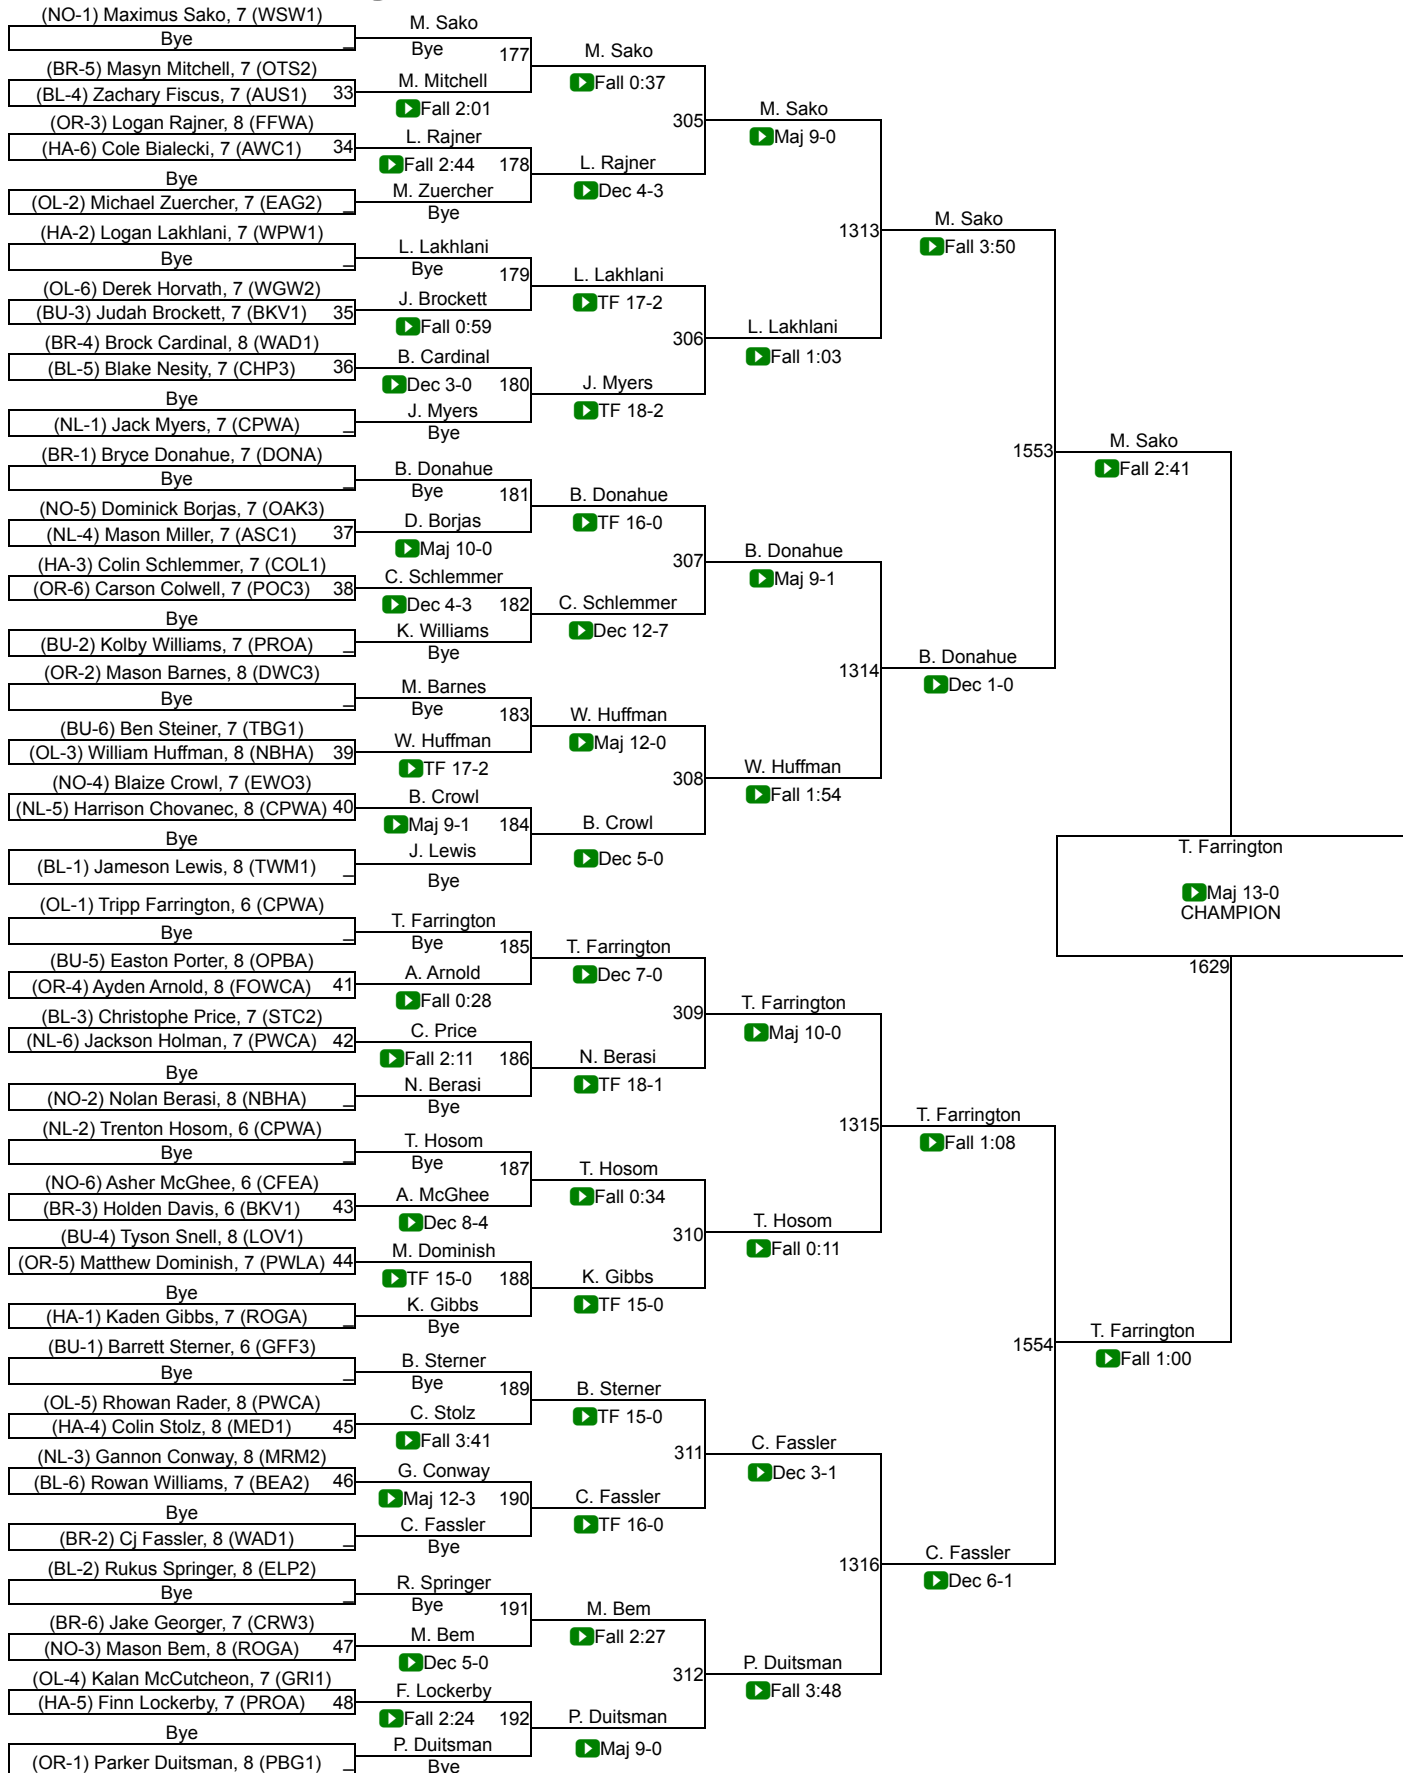 (NO-1) Maximus Sako, 7 (WSW1)
Bye _
(BR-5) Masyn Mitchell, 7 (OTS2)
(BL-4) Zachary Fiscus, 7 (AUS1) 33
(OR-3) Logan Rajner, 8 (FFWA)
(HA-6) Cole Bialecki, 7 (AWC1) 34
Bye
(OL-2) Michael Zuercher, 7 (EAG2) _
(HA-2) Logan Lakhlani, 7 (WPW1)
Bye _
(OL-6) Derek Horvath, 7 (WGW2)
(BU-3) Judah Brockett, 7 (BKV1) 35
(BR-4) Brock Cardinal, 8 (WAD1)
(BL-5) Blake Nesity, 7 (CHP3) 36
Bye
(NL-1) Jack Myers, 7 (CPWA) _
(BR-1) Bryce Donahue, 7 (DONA)
Bye _
(NO-5) Dominick Borjas, 7 (OAK3)
(NL-4) Mason Miller, 7 (ASC1) 37
(HA-3) Colin Schlemmer, 7 (COL1)
(OR-6) Carson Colwell, 7 (POC3) 38
Bye
(BU-2) Kolby Williams, 7 (PROA) _
(OR-2) Mason Barnes, 8 (DWC3)
Bye _
(BU-6) Ben Steiner, 7 (TBG1)
(OL-3) William Huffman, 8 (NBHA) 39
(NO-4) Blaize Crowl, 7 (EWO3)
(NL-5) Harrison Chovanec, 8 (CPWA) 40
Bye
(BL-1) Jameson Lewis, 8 (TWM1) _
(OL-1) Tripp Farrington, 6 (CPWA)
Bye _
(BU-5) Easton Porter, 8 (OPBA)
(OR-4) Ayden Arnold, 8 (FOWCA) 41
(BL-3) Christophe Price, 7 (STC2)
(NL-6) Jackson Holman, 7 (PWCA) 42
Bye
(NO-2) Nolan Berasi, 8 (NBHA) _
(NL-2) Trenton Hosom, 6 (CPWA)
Bye _
(NO-6) Asher McGhee, 6 (CFEA)
(BR-3) Holden Davis, 6 (BKV1) 43
(BU-4) Tyson Snell, 8 (LOV1)
(OR-5) Matthew Dominish, 7 (PWLA) 44
Bye
(HA-1) Kaden Gibbs, 7 (ROGA) _
(BU-1) Barrett Sterner, 6 (GFF3)
Bye _
(OL-5) Rhowan Rader, 8 (PWCA)
(HA-4) Colin Stolz, 8 (MED1) 45
(NL-3) Gannon Conway, 8 (MRM2)
(BL-6) Rowan Williams, 7 (BEA2) 46
Bye
(BR-2) Cj Fassler, 8 (WAD1) _
(BL-2) Rukus Springer, 8 (ELP2)
Bye _
(BR-6) Jake Georger, 7 (CRW3)
(NO-3) Mason Bem, 8 (ROGA) 47
(OL-4) Kalan McCutcheon, 7 (GRI1)
(HA-5) Finn Lockerby, 7 (PROA) 48
Bye
(OR-1) Parker Duitsman, 8 (PBG1) _
M. Sako
Bye 177
M. Mitchell
Fall 2:01
L. Rajner
Fall 2:44 178
M. Zuercher
Bye
L. Lakhlani
Bye 179
J. Brockett
Fall 0:59
B. Cardinal
Dec 3-0 180
J. Myers
Bye
B. Donahue
Bye 181
D. Borjas
Maj 10-0
C. Schlemmer
Dec 4-3 182
K. Williams
Bye
M. Barnes
Bye 183
W. Huffman
TF 17-2
B. Crowl
Maj 9-1 184
J. Lewis
Bye
T. Farrington
Bye 185
A. Arnold
Fall 0:28
C. Price
Fall 2:11 186
N. Berasi
Bye
T. Hosom
Bye 187
A. McGhee
Dec 8-4
M. Dominish
TF 15-0 188
K. Gibbs
Bye
B. Sterner
Bye 189
C. Stolz
Fall 3:41
G. Conway
Maj 12-3 190
C. Fassler
Bye
R. Springer
Bye 191
M. Bem
Dec 5-0
F. Lockerby
Fall 2:24 192
P. Duitsman
Bye
M. Sako
Fall 0:37
305
L. Rajner
Dec 4-3
L. Lakhlani
TF 17-2
306
J. Myers
TF 18-2
B. Donahue
TF 16-0
307
C. Schlemmer
Dec 12-7
W. Huffman
Maj 12-0
308
B. Crowl
Dec 5-0
T. Farrington
Dec 7-0
309
N. Berasi
TF 18-1
T. Hosom
Fall 0:34
310
K. Gibbs
TF 15-0
B. Sterner
TF 15-0
311
C. Fassler
TF 16-0
M. Bem
Fall 2:27
312
P. Duitsman
Maj 9-0
M. Sako
Maj 9-0
1313
L. Lakhlani
Fall 1:03
B. Donahue
Maj 9-1
1314
W. Huffman
Fall 1:54
T. Farrington
Maj 10-0
1315
T. Hosom
Fall 0:11
C. Fassler
Dec 3-1
1316
P. Duitsman
Fall 3:48
M. Sako
Fall 3:50
1553
B. Donahue
Dec 1-0
T. Farrington
Fall 1:08
1554
C. Fassler
Dec 6-1
M. Sako
Fall 2:41
T. Farrington
Fall 1:00
T. Farrington
Maj 13-0
CHAMPION
1629